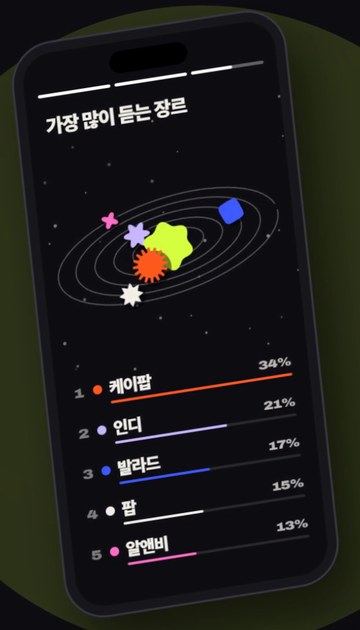 가장 많이 듣는 장르
1 케이팝 34%
2 인디 21%
3 발라드 17%
4 팝 15%
5 알앤비 13%